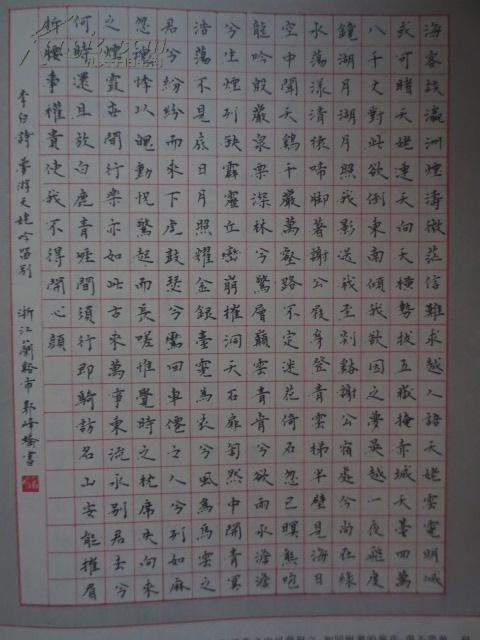 海客談瀛洲煙濤微茫信難求越人語天姥雲霓明滅
或可睹天姥連天向天橫勢拔五嶽掩赤城天臺四萬
八千丈對此欲倒東南傾我欲因之夢吳越一夜飛度
鏡湖月湖月照我影送我至剡谿謝公宿處今尚在綠
水蕩漾清猿啼腳著謝公屐身登青雲梯半壁見海日
空中聞天雞千巖萬壑路不定迷花倚石忽已暝熊咆
龍吟殷巖泉栗深林兮驚層巔雲青青兮欲雨水澹澹
兮生煙列缺霹靂丘巒崩摧洞天石扉訇然中開青冥
浩蕩不見底日月照耀金銀臺霓為衣兮風為馬雲之
君兮紛紛而來下虎鼓瑟兮鸞回車僊之人兮列如麻
忽魂悸以魄動怳驚起而長嗟惟覺時之枕席失向來
之煙霞世間行樂亦如此古來萬事東流水別君去兮
何時還且放白鹿青崖間須行即騎訪名山安能摧眉
折腰事權貴使我不得開心顏
李白詩 夢游天姥吟留別 浙江蘭谿市 郭峰 書